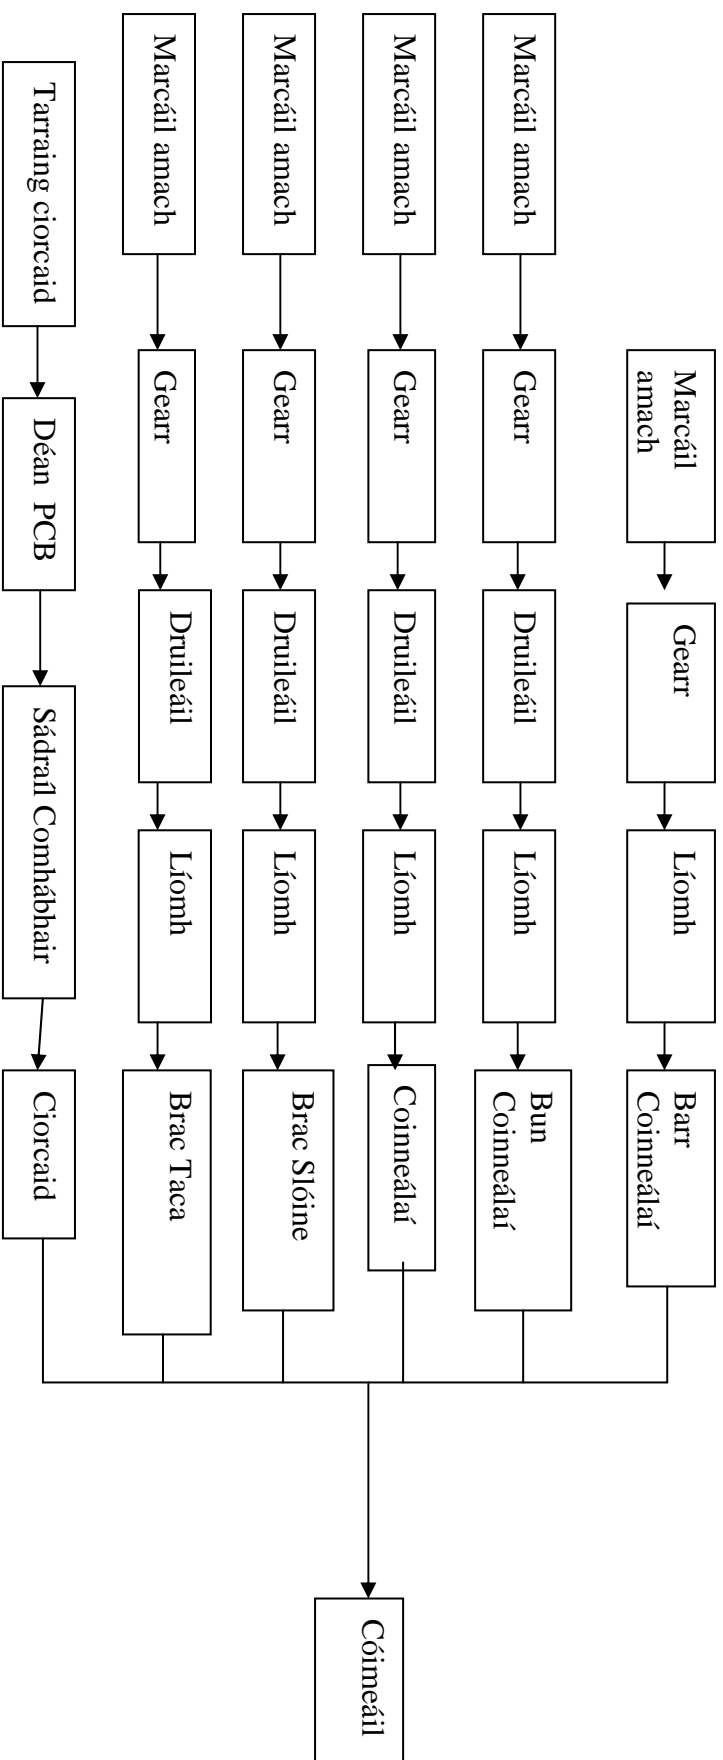 Marcáil
amach
Gearr
Líomh
Barr
Coinneálaí
Marcáil amach
Gearr
Druileáil
Líomh
Bun
Coinneálaí
Marcáil amach
Gearr
Druileáil
Líomh
Coinneálaí
Marcáil amach
Gearr
Druileáil
Líomh
Brac Slóine
Marcáil amach
Gearr
Druileáil
Líomh
Brac Taca
Tarraing ciorcaid
Déan PCB
Sádraíl Comhábhair
Ciorcaid
Cóimeáil